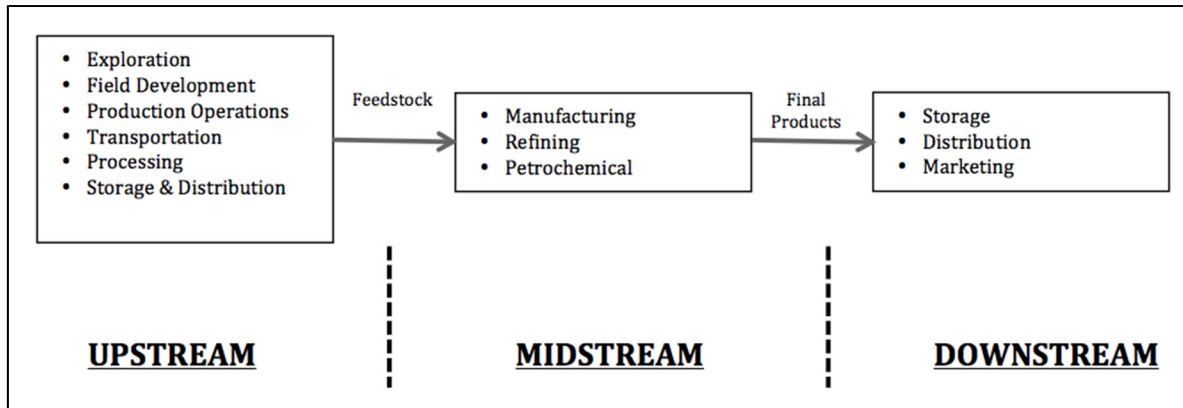 • Exploration
• Field Development
• Production Operations
• Transportation
• Processing
• Storage & Distribution
Feedstock
• Manufacturing
• Refining
• Petrochemical
Final
Products
• Storage
• Distribution
• Marketing
UPSTREAM
MIDSTREAM
DOWNSTREAM